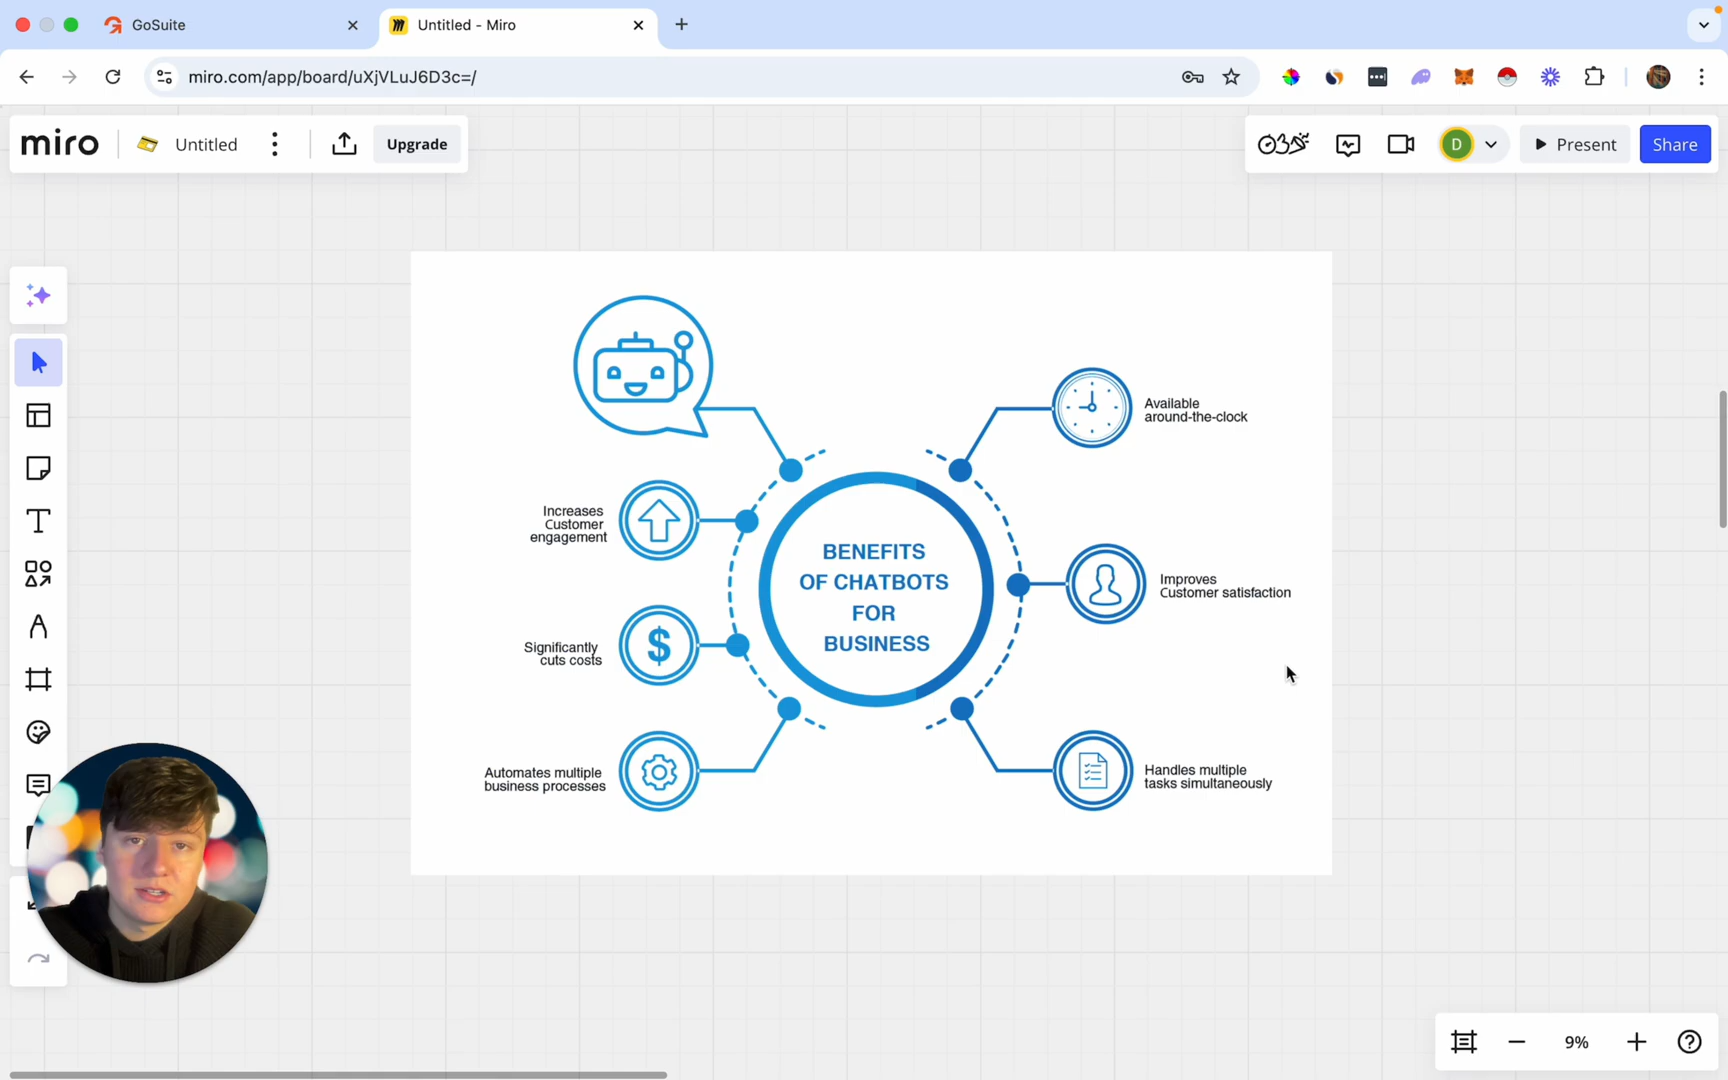 GoSuite
Untitled - Miro
miro.com/app/board/uXjVLuJ6D3c=/
miro
Untitled
Upgrade
D
Present
Share
Available
around-the-clock
Increases
Customer
engagement
BENEFITS
OF CHATBOTS
FOR
BUSINESS
Improves
Customer satisfaction
Significantly
cuts costs
Automates multiple
business processes
Handles multiple
tasks simultaneously
9%